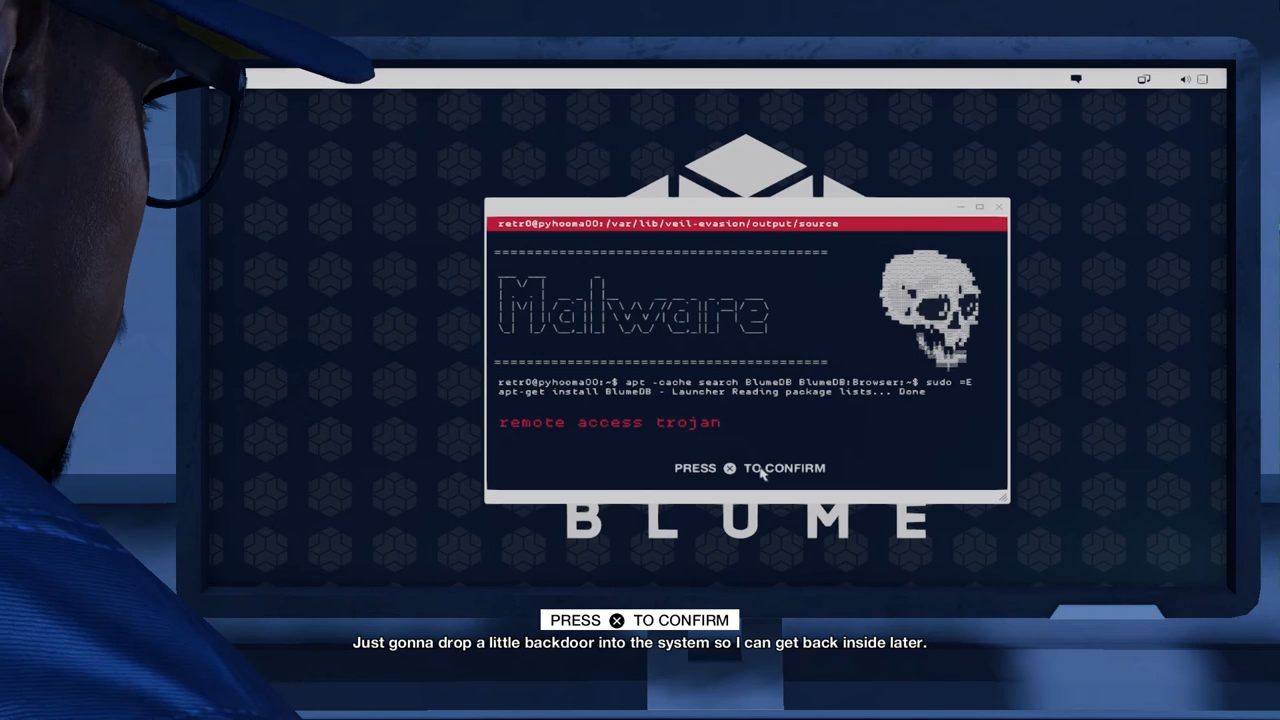 retr0@pyhooma00:/var/lib/veil-evasion/output/source
=========================================
Malware
=========================================
retr0@pyhooma00:~$ apt -cache search BlumeDB BlumeDB:Browser:~$ sudo =E
apt-get install BlumeDB - Launcher Reading package lists... Done
remote access trojan
PRESS ⊗ TO CONFIRM
BLUME
PRESS ⊗ TO CONFIRM
Just gonna drop a little backdoor into the system so I can get back inside later.